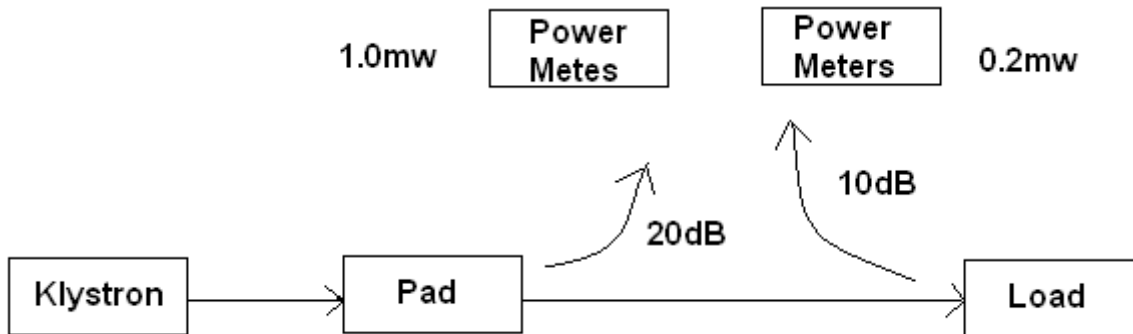 1.0mw
Power
Metes
Power
Meters
0.2mw
20dB
10dB
Klystron
Pad
Load